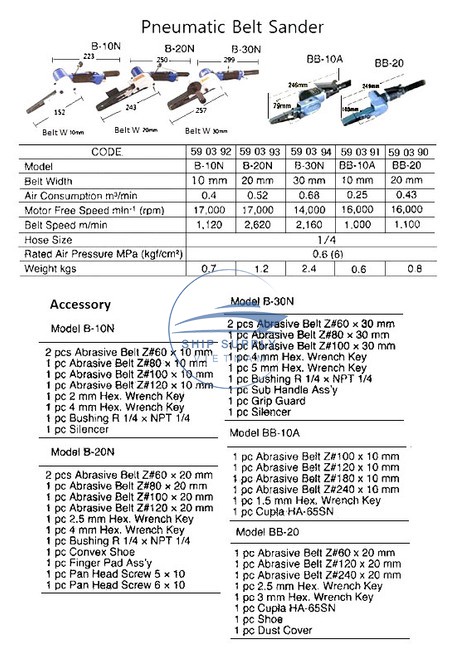 Pneumatic Belt Sander
B-10N
B-20N
B-30N
BB-10A
BB-20
223
250
299
246mm
249mm
79mm
152
243
257
Belt W 10mm
Belt W 20mm
Belt W 30mm
CODE. 59 03 92 59 03 93 59 03 94 59 03 91 59 03 90
Model B-10N B-20N B-30N BB-10A BB-20
Belt Width 10 mm 20 mm 30 mm 10 mm 20 mm
Air Consumption m³/min 0.4 0.52 0.68 0.25 0.43
Motor Free Speed min⁻¹ (rpm) 17,000 17,000 14,000 16,000 16,000
Belt Speed m/min 1,120 2,620 2,160 1,000 1,100
Hose Size 1/4
Rated Air Pressure MPa (kgf/cm²) 0.6 (6)
Weight kgs 0.7 1.2 2.4 0.6 0.8
Accessory
Model B-10N
2 pcs Abrasive Belt Z#60 × 10 mm
1 pc Abrasive Belt Z#80 × 10 mm
1 pc Abrasive Belt Z#100 × 10 mm
1 pc Abrasive Belt Z#120 × 10 mm
1 pc 2 mm Hex. Wrench Key
1 pc 4 mm Hex. Wrench Key
1 pc Bushing R 1/4 × NPT 1/4
1 pc Silencer
Model B-20N
2 pcs Abrasive Belt Z#60 × 20 mm
1 pc Abrasive Belt Z#80 × 20 mm
1 pc Abrasive Belt Z#100 × 20 mm
1 pc Abrasive Belt Z#120 × 20 mm
1 pc 2.5 mm Hex. Wrench Key
1 pc 4 mm Hex. Wrench Key
1 pc Bushing R 1/4 × NPT 1/4
1 pc Convex Shoe
1 pc Finger Pad Ass'y
1 pc Pan Head Screw 5 × 10
1 pc Pan Head Screw 6 × 10
Model B-30N
2 pcs Abrasive Belt Z#60 × 30 mm
1 pc Abrasive Belt Z#80 × 30 mm
1 pc Abrasive Belt Z#100 × 30 mm
1 pc 4 mm Hex. Wrench Key
1 pc 5 mm Hex. Wrench Key
1 pc Bushing R 1/4 × NPT 1/4
1 pc Sub Handle Ass'y
1 pc Grip Guard
1 pc Silencer
Model BB-10A
1 pc Abrasive Belt Z#100 × 10 mm
1 pc Abrasive Belt Z#120 × 10 mm
1 pc Abrasive Belt Z#180 × 10 mm
1 pc Abrasive Belt Z#240 × 10 mm
1 pc 1.5 mm Hex. Wrench Key
1 pc Cupla HA-65SN
Model BB-20
1 pc Abrasive Belt Z#60 × 20 mm
1 pc Abrasive Belt Z#120 × 20 mm
1 pc Abrasive Belt Z#240 × 20 mm
1 pc 2.5 mm Hex. Wrench Key
1 pc 3 mm Hex. Wrench Key
1 pc Cupla HA-65SN
1 pc Shoe
1 pc Dust Cover
SHIP SUPPLY